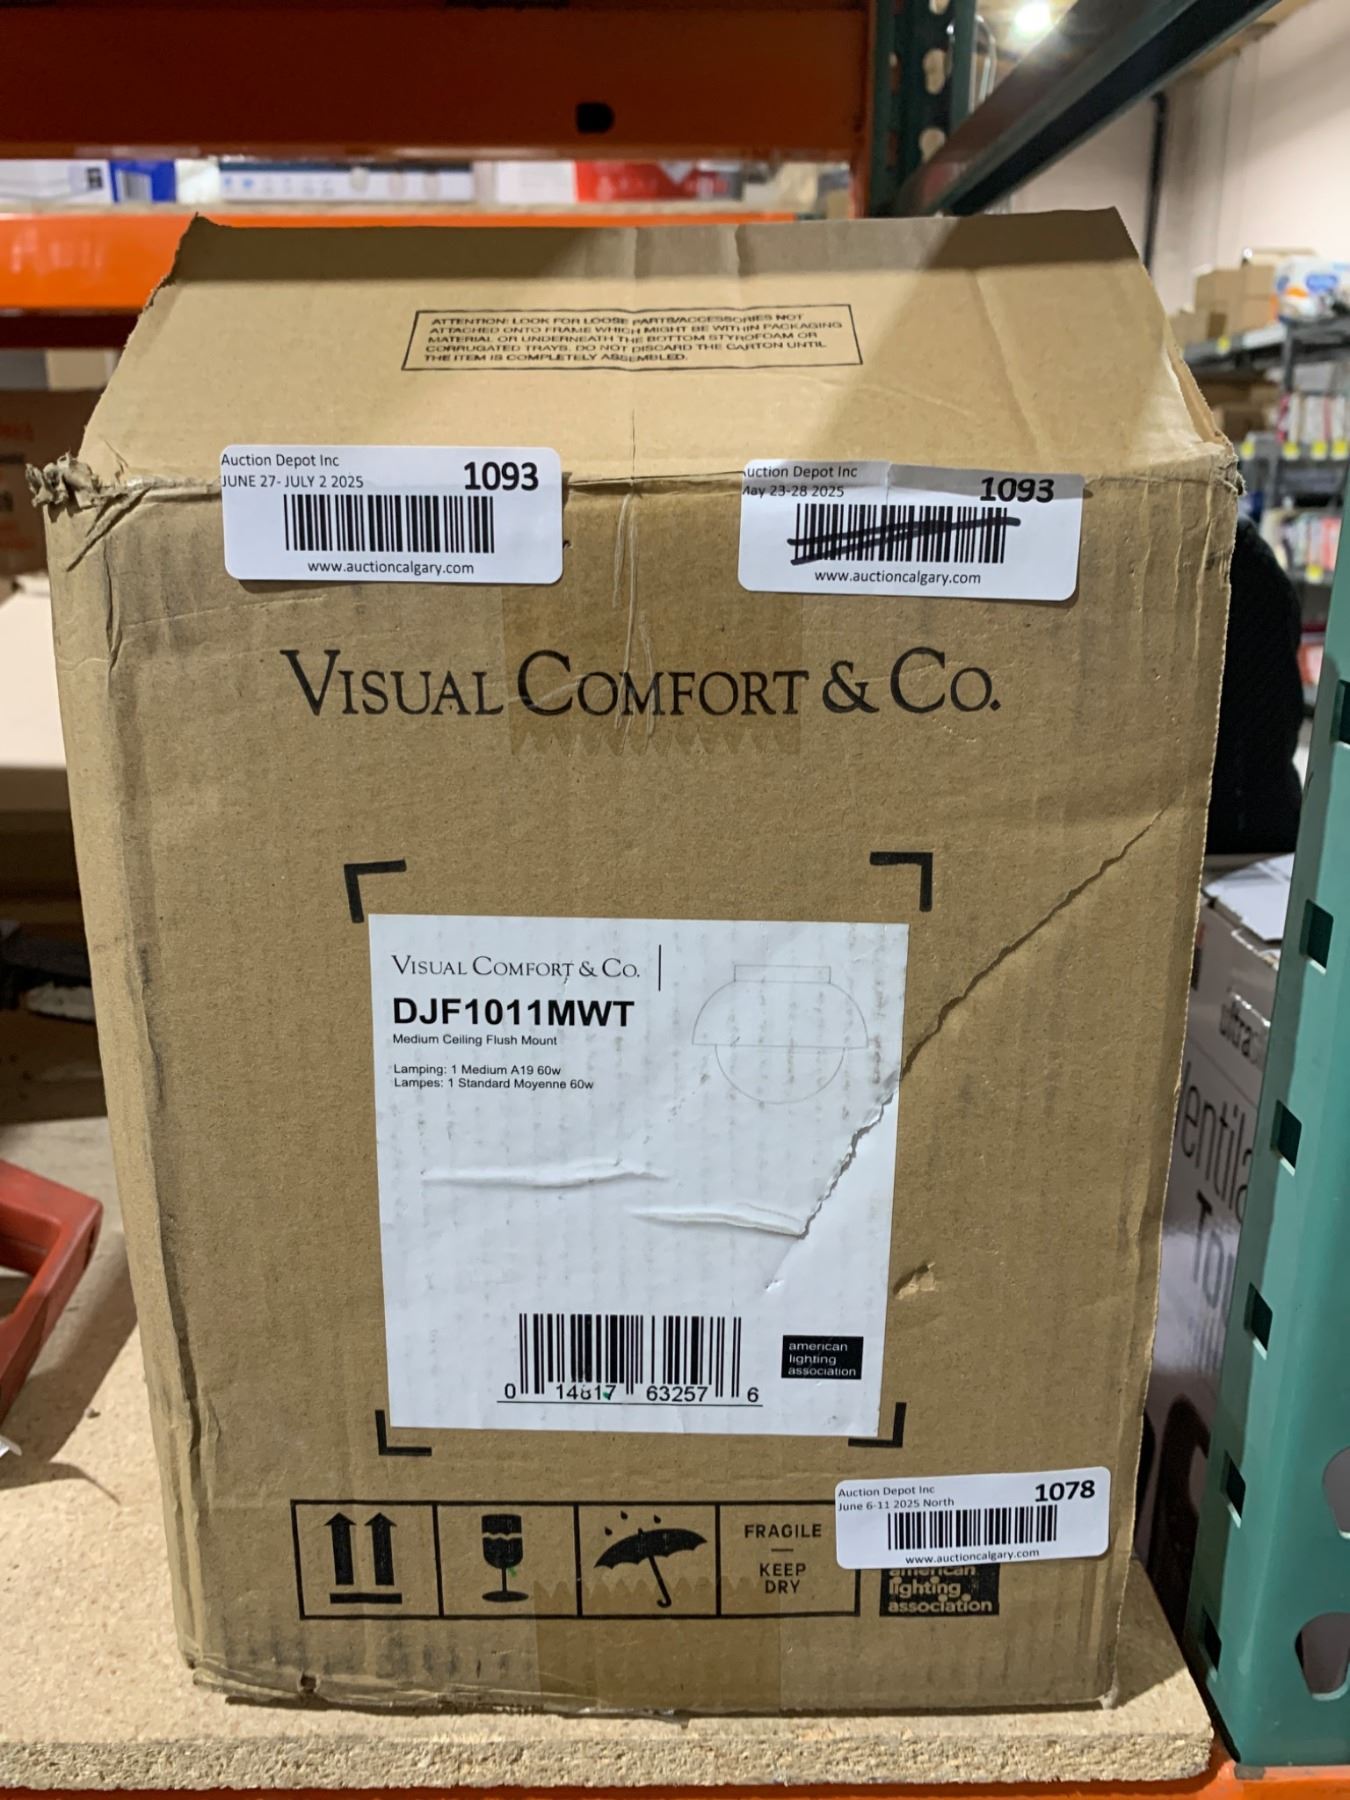 ATTENTION: LOOK FOR LOOSE PARTS/ACCESSORIES NOT
ATTACHED ONTO FRAME WHICH MIGHT BE WITHIN PACKAGING
MATERIAL OR UNDERNEATH THE BOTTOM STYROFOAM OR
CORRUGATED TRAYS. DO NOT DISCARD THE CARTON UNTIL
THE ITEM IS COMPLETELY ASSEMBLED.
Auction Depot Inc
JUNE 27- JULY 2 2025
1093
www.auctioncalgary.com
uction Depot Inc
May 23-28 2025
1093
www.auctioncalgary.com
VISUAL COMFORT & CO.
VISUAL COMFORT & CO.
DJF1011MWT
Medium Ceiling Flush Mount
Lamping: 1 Medium A19 60w
Lampes: 1 Standard Moyenne 60w
0 14817 63257 6
american
lighting
association
FRAGILE
KEEP
DRY
Auction Depot Inc
June 6-11 2025 North
1078
www.auctioncalgary.com
american
lighting
association